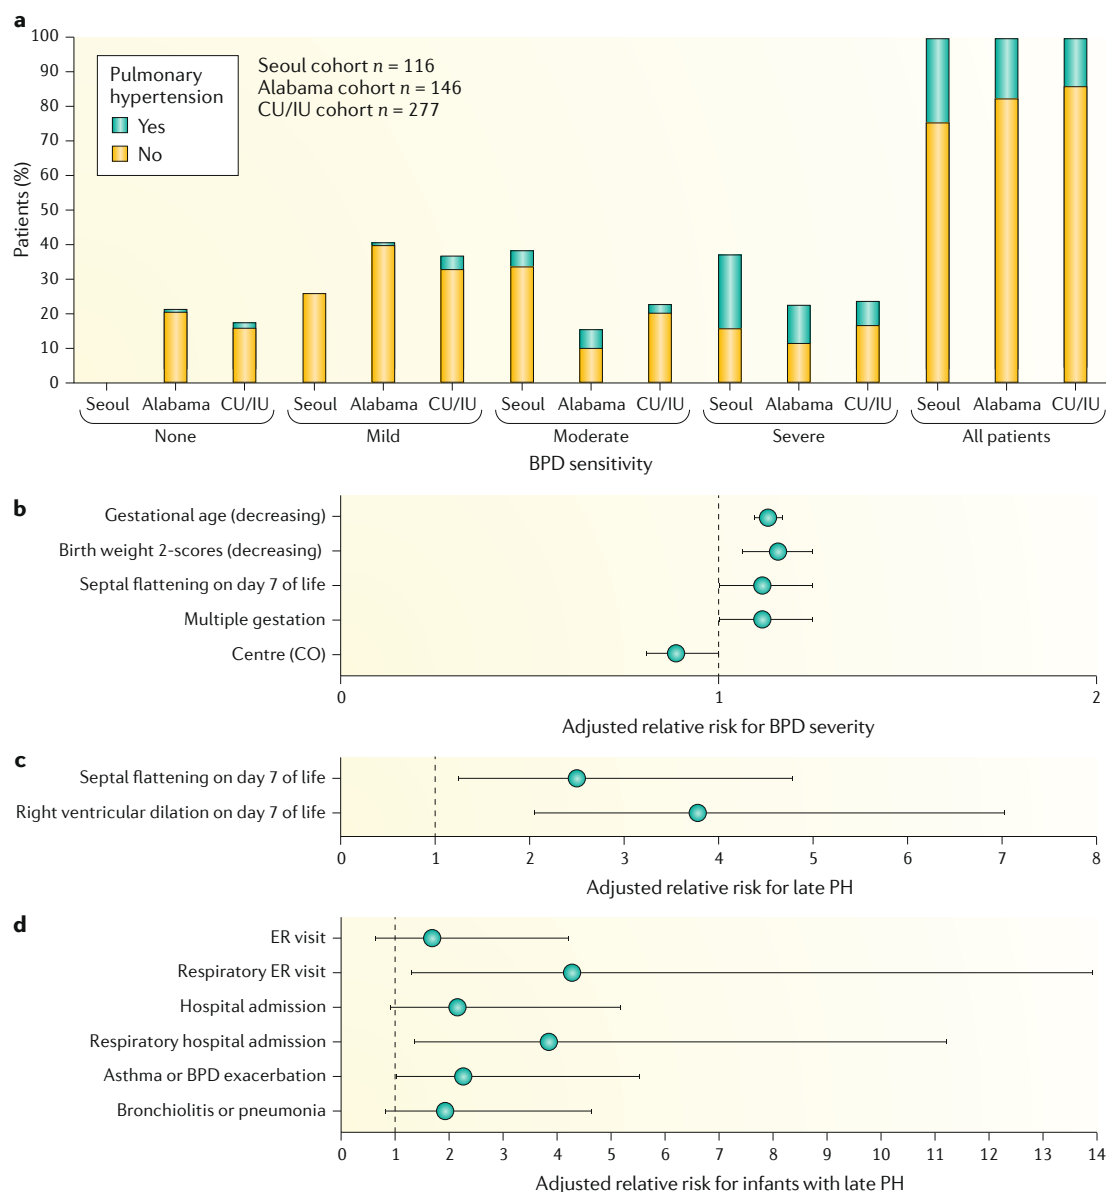 a
100
90
80
70
60
50
40
30
20
10
0
Patients (%)
Pulmonary
hypertension
Yes
No
Seoul cohort n = 116
Alabama cohort n = 146
CU/IU cohort n = 277
Seoul Alabama CU/IU Seoul Alabama CU/IU Seoul Alabama CU/IU Seoul Alabama CU/IU Seoul Alabama CU/IU
None Mild Moderate Severe All patients
BPD sensitivity
b
Gestational age (decreasing)
Birth weight 2-scores (decreasing)
Septal flattening on day 7 of life
Multiple gestation
Centre (CO)
0 1 2
Adjusted relative risk for BPD severity
c
Septal flattening on day 7 of life
Right ventricular dilation on day 7 of life
0 1 2 3 4 5 6 7 8
Adjusted relative risk for late PH
d
ER visit
Respiratory ER visit
Hospital admission
Respiratory hospital admission
Asthma or BPD exacerbation
Bronchiolitis or pneumonia
0 1 2 3 4 5 6 7 8 9 10 11 12 13 14
Adjusted relative risk for infants with late PH